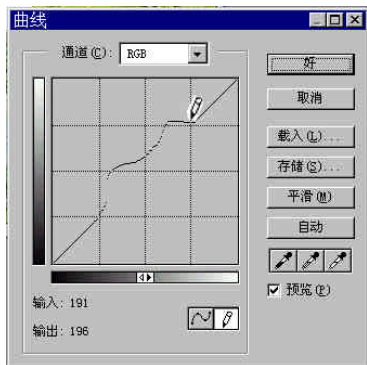 曲线
通道(C): RGB
好
取消
载入(L)...
存储(S)...
平滑(M)
自动
预览(P)
输入: 191
输出: 196